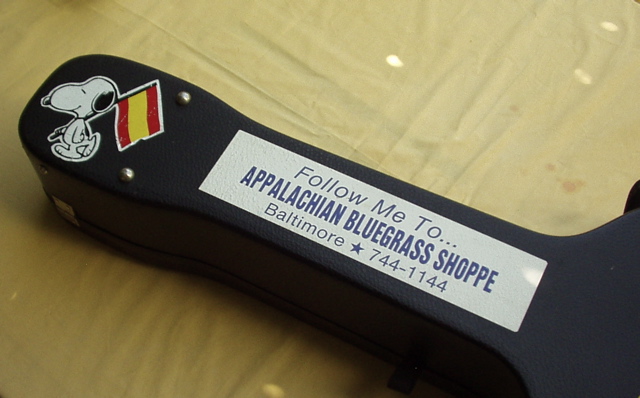 Follow Me To...
APPALACHIAN BLUEGRASS SHOPPE
Baltimore ★ 744-1144